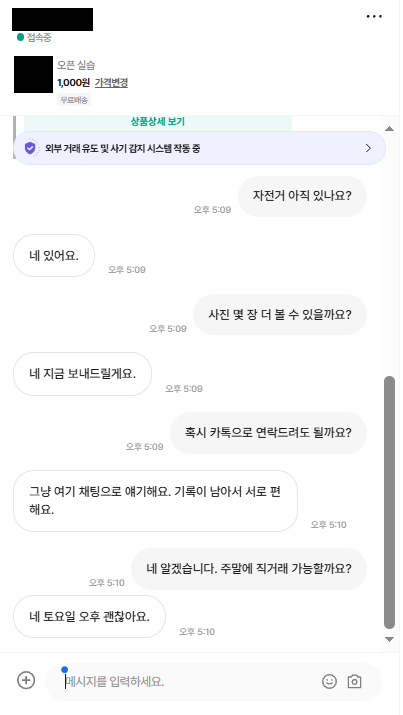 접속중
오픈 실습
1,000원 가격변경
무료배송
상품상세 보기
외부 거래 유도 및 사기 감지 시스템 작동 중
자전거 아직 있나요?
오후 5:09
네 있어요.
오후 5:09
사진 몇 장 더 볼 수 있을까요?
오후 5:09
네 지금 보내드릴게요.
오후 5:09
혹시 카톡으로 연락드려도 될까요?
오후 5:09
그냥 여기 채팅으로 얘기해요. 기록이 남아서 서로 편
해요.
오후 5:10
네 알겠습니다. 주말에 직거래 가능할까요?
오후 5:10
네 토요일 오후 괜찮아요.
오후 5:10
메시지를 입력하세요.